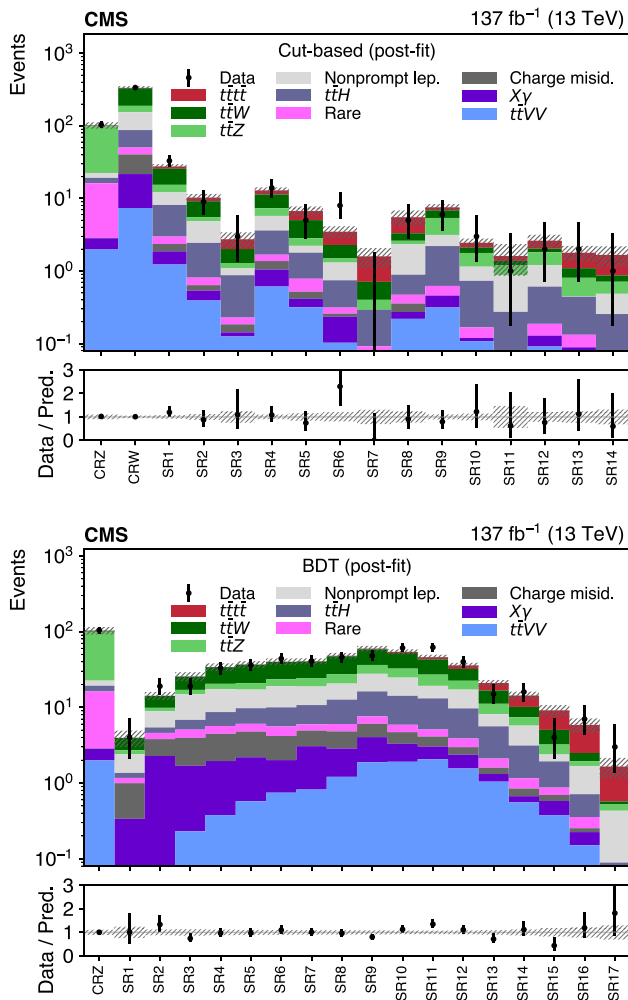 CMS 137 fb⁻¹ (13 TeV)
Cut-based (post-fit)
Data Nonprompt lep. Charge misid.
tt̄tt̄ tt̄H Xγ
tt̄W Rare tt̄VV
tt̄Z
Events
10³
10²
10¹
10⁰
10⁻¹
Data / Pred.
3
2
1
0
CRZ CRW SR1 SR2 SR3 SR4 SR5 SR6 SR7 SR8 SR9 SR10 SR11 SR12 SR13 SR14
CMS 137 fb⁻¹ (13 TeV)
BDT (post-fit)
Data Nonprompt lep. Charge misid.
tt̄tt̄ tt̄H Xγ
tt̄W Rare tt̄VV
tt̄Z
Events
10³
10²
10¹
10⁰
10⁻¹
Data / Pred.
3
2
1
0
CRZ SR1 SR2 SR3 SR4 SR5 SR6 SR7 SR8 SR9 SR10 SR11 SR12 SR13 SR14 SR15 SR16 SR17